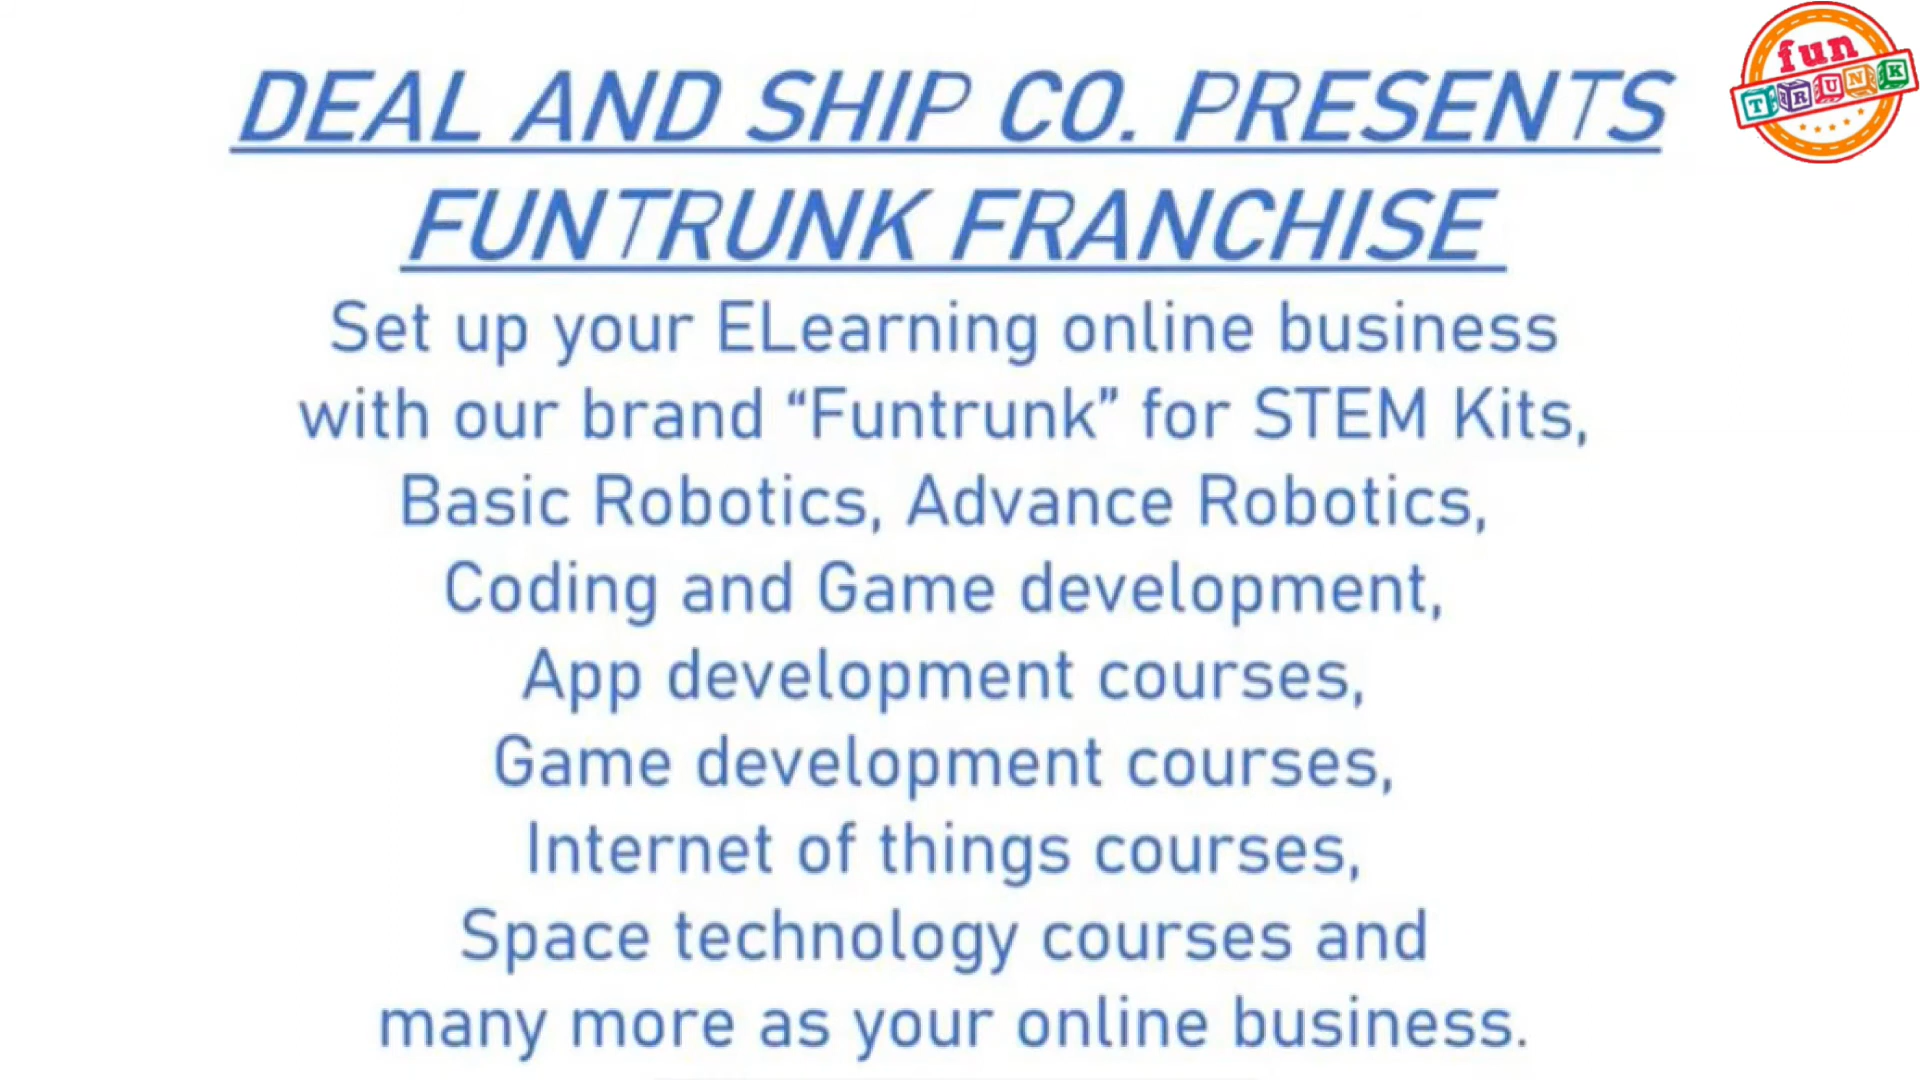 DEAL AND SHIP CO. PRESENTS
FUNTRUNK FRANCHISE
Set up your ELearning online business
with our brand “Funtrunk” for STEM Kits,
Basic Robotics, Advance Robotics,
Coding and Game development,
App development courses,
Game development courses,
Internet of things courses,
Space technology courses and
many more as your online business.
fun
TRUNK